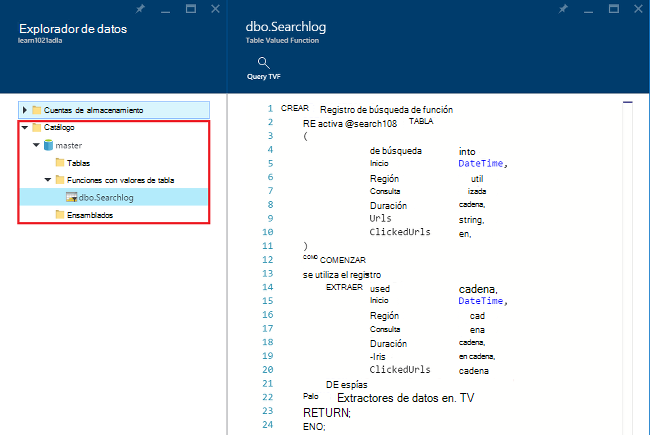 Explorador de datos
learn1021adla
Cuentas de almacenamiento
Catálogo
master
Tablas
Funciones con valores de tabla
dbo.Searchlog
Ensamblados
dbo.Searchlog
Table Valued Function
Query TVF
1 CREAR Registro de búsqueda de función
2 RE activa @search108 TABLA
3 (
4 de búsqueda into
5 Inicio DateTime,
6 Región util
7 Consulta izada
8 Duración cadena,
9 Urls string,
10 ClickedUrls en,
11 )
12 COMO COMENZAR
13 se utiliza el registro
14 EXTRAER used cadena,
15 Inicio DateTime,
16 Región cad
17 Consulta ena
18 Duración cadena,
19 -Iris en cadena,
20 ClickedUrls cadena
21 DE espías
22 Palo Extractores de datos en. TV
23 RETURN;
24 ENO;